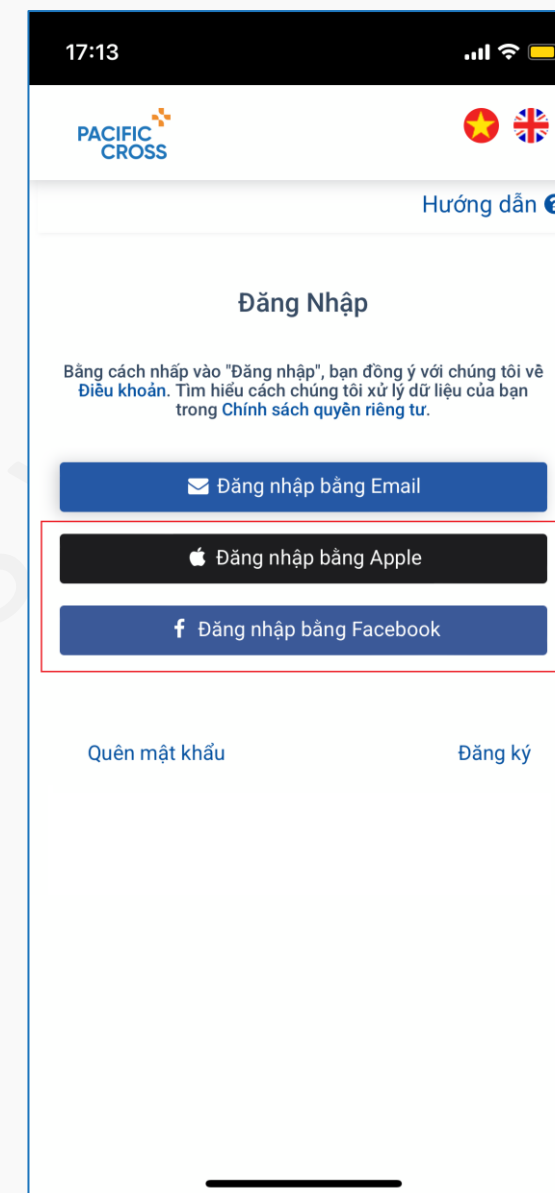 17:13
PACIFIC
CROSS
Hướng dẫn
Đăng Nhập
Bằng cách nhấp vào "Đăng nhập", bạn đồng ý với chúng tôi về
Điều khoản. Tìm hiểu cách chúng tôi xử lý dữ liệu của bạn
trong Chính sách quyền riêng tư.
Đăng nhập bằng Email
Đăng nhập bằng Apple
Đăng nhập bằng Facebook
Quên mật khẩu
Đăng ký